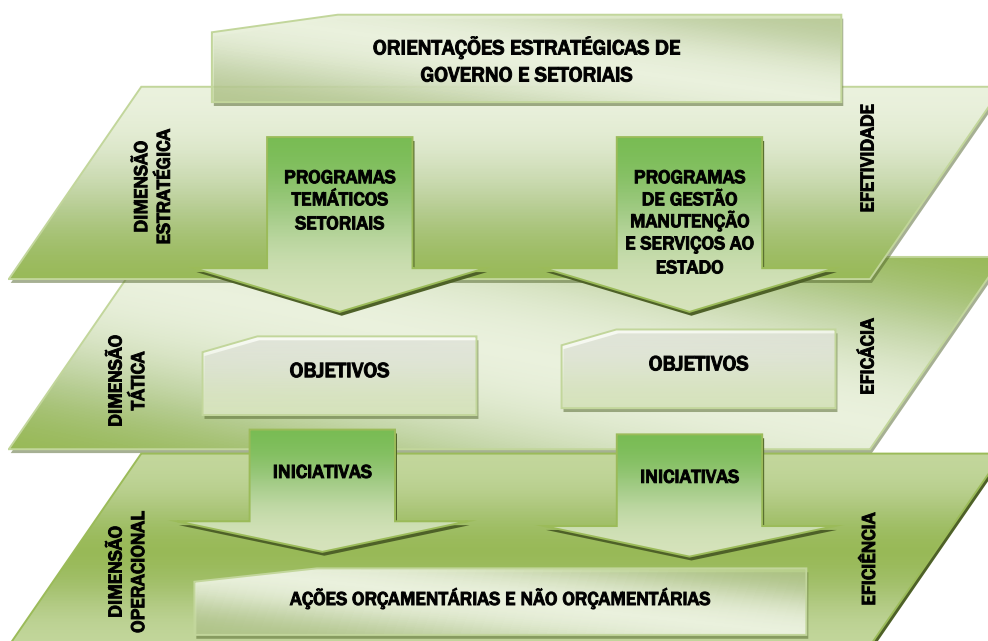 ORIENTAÇÕES ESTRATÉGICAS DE
GOVERNO E SETORIAIS
DIMENSÃO
ESTRATÉGICA
PROGRAMAS
TEMÁTICOS
SETORIAIS
PROGRAMAS
DE GESTÃO
MANUTENÇÃO
E SERVIÇOS AO
ESTADO
EFETIVIDADE
DIMENSÃO
TÁTICA
OBJETIVOS
OBJETIVOS
EFICÁCIA
INICIATIVAS
INICIATIVAS
DIMENSÃO
OPERACIONAL
AÇÕES ORÇAMENTÁRIAS E NÃO ORÇAMENTÁRIAS
EFICIÊNCIA